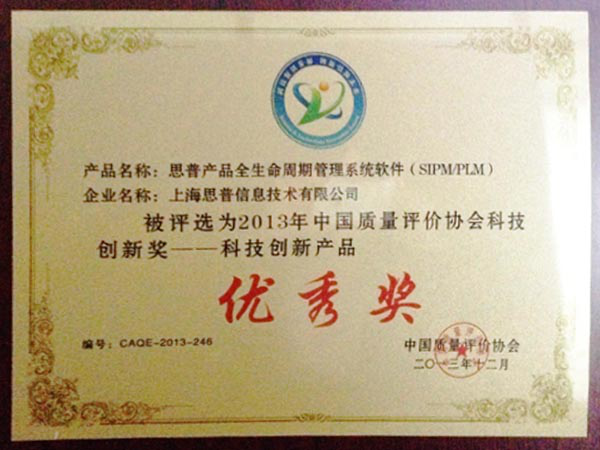 产品名称：思普产品全生命周期管理系统软件（SIPM/PLM）
企业名称：上海思普信息技术有限公司
被评选为2013年中国质量评价协会科技
创新奖——科技创新产品
优秀奖
编号：CAQE-2013-246
中国质量评价协会
二〇一三年十二月